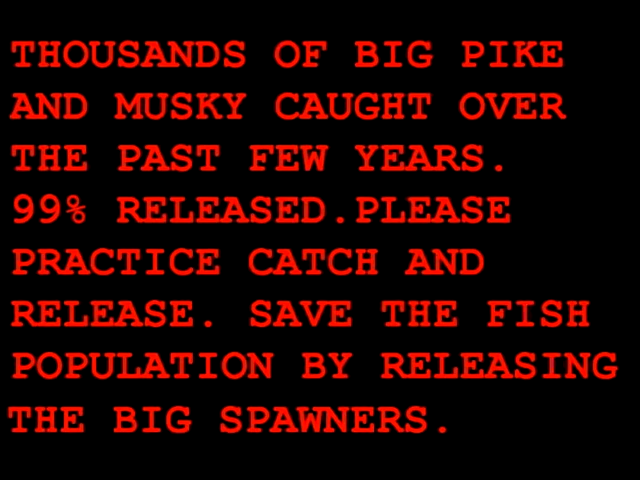 THOUSANDS OF BIG PIKE
AND MUSKY CAUGHT OVER
THE PAST FEW YEARS.
99% RELEASED.PLEASE
PRACTICE CATCH AND
RELEASE. SAVE THE FISH
POPULATION BY RELEASING
THE BIG SPAWNERS.